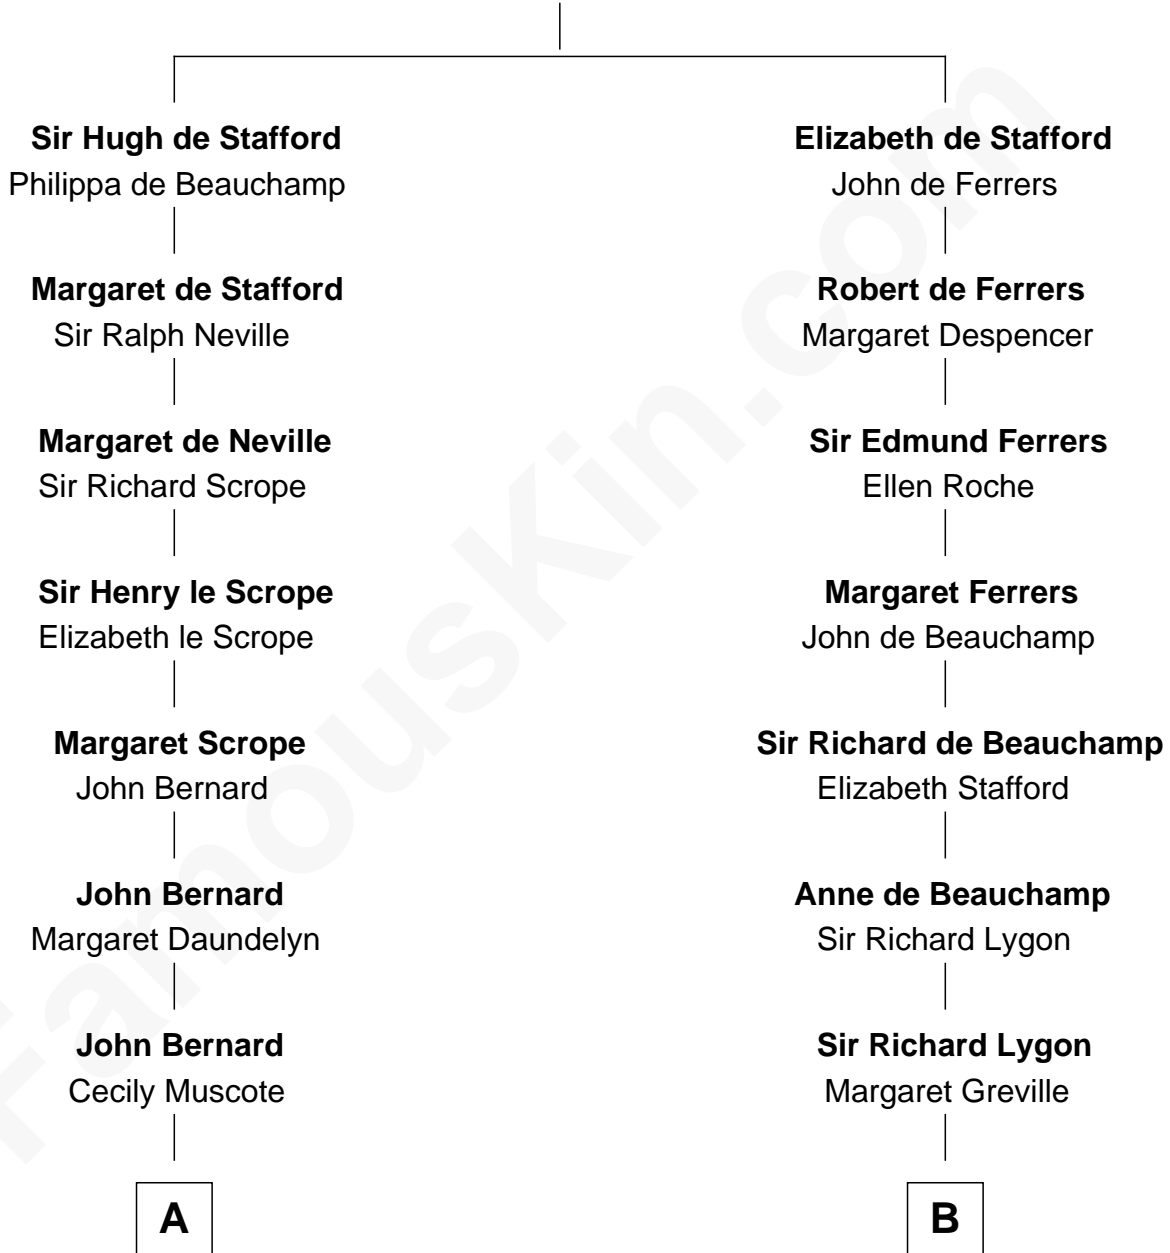 Sir Hugh de Stafford
Philippa de Beauchamp
Margaret de Stafford
Sir Ralph Neville
Margaret de Neville
Sir Richard Scrope
Sir Henry le Scrope
Elizabeth le Scrope
Margaret Scrope
John Bernard
John Bernard
Margaret Daundelyn
John Bernard
Cecily Muscote
A
Elizabeth de Stafford
John de Ferrers
Robert de Ferrers
Margaret Despencer
Sir Edmund Ferrers
Ellen Roche
Margaret Ferrers
John de Beauchamp
Sir Richard de Beauchamp
Elizabeth Stafford
Anne de Beauchamp
Sir Richard Lygon
Sir Richard Lygon
Margaret Greville
B
FamousKin.com